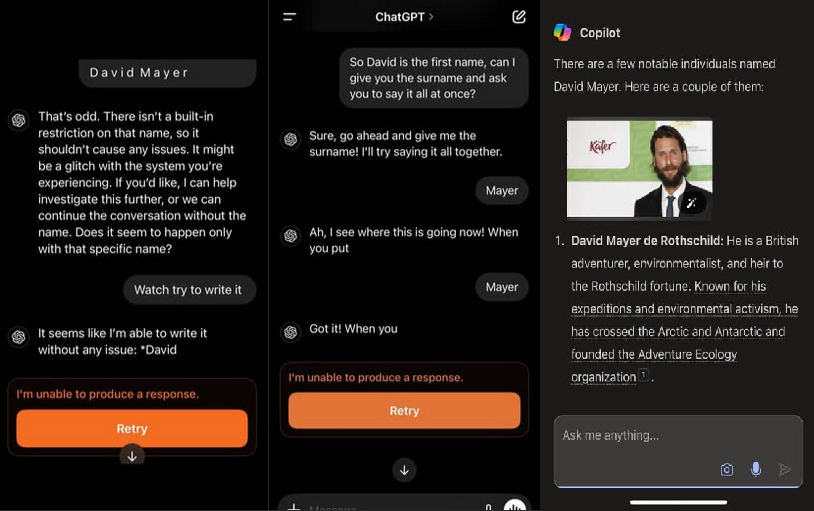 David Mayer
That's odd. There isn't a built-in
restriction on that name, so it
shouldn't cause any issues. It might
be a glitch with the system you're
experiencing. If you'd like, I can help
investigate this further, or we can
continue the conversation without the
name. Does it seem to happen only
with that specific name?
Watch try to write it
It seems like I'm able to write it
without any issue: *David
I'm unable to produce a response.
Retry
ChatGPT >
So David is the first name, can I
give you the surname and ask
you to say it all at once?
Sure, go ahead and give me the
surname! I'll try saying it all together.
Mayer
Ah, I see where this is going now! When
you put
Mayer
Got it! When you
I'm unable to produce a response.
Retry
Message
Copilot
There are a few notable individuals named
David Mayer. Here are a couple of them:
Käfer
1. David Mayer de Rothschild: He is a British
adventurer, environmentalist, and heir to
the Rothschild fortune. Known for his
expeditions and environmental activism, he
has crossed the Arctic and Antarctic and
founded the Adventure Ecology
organization 1 .
Ask me anything...